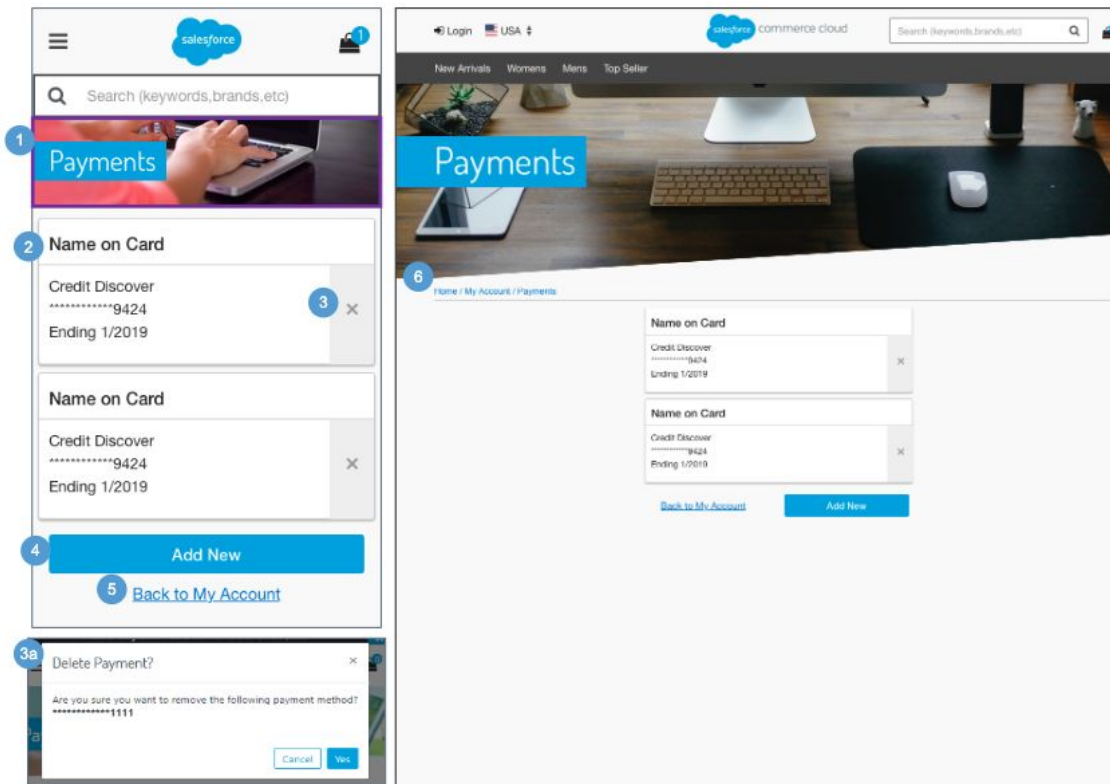 salesforce
1
Search (keywords,brands,etc)
1
Payments
2
Name on Card
Credit Discover
************9424
3
Ending 1/2019
Name on Card
Credit Discover
************9424
Ending 1/2019
4
Add New
5
Back to My Account
3a
Delete Payment?
Are you sure you want to remove the following payment method?
************1111
Cancel
Yes
Login
USA
salesforce commerce cloud
Search (keywords,brands,etc)
New Arrivals Womens Mens Top Seller
Payments
6
Home / My Account / Payments
Name on Card
Credit Discover
************9424
Ending 1/2019
Name on Card
Credit Discover
************9424
Ending 1/2019
Back to My Account
Add New